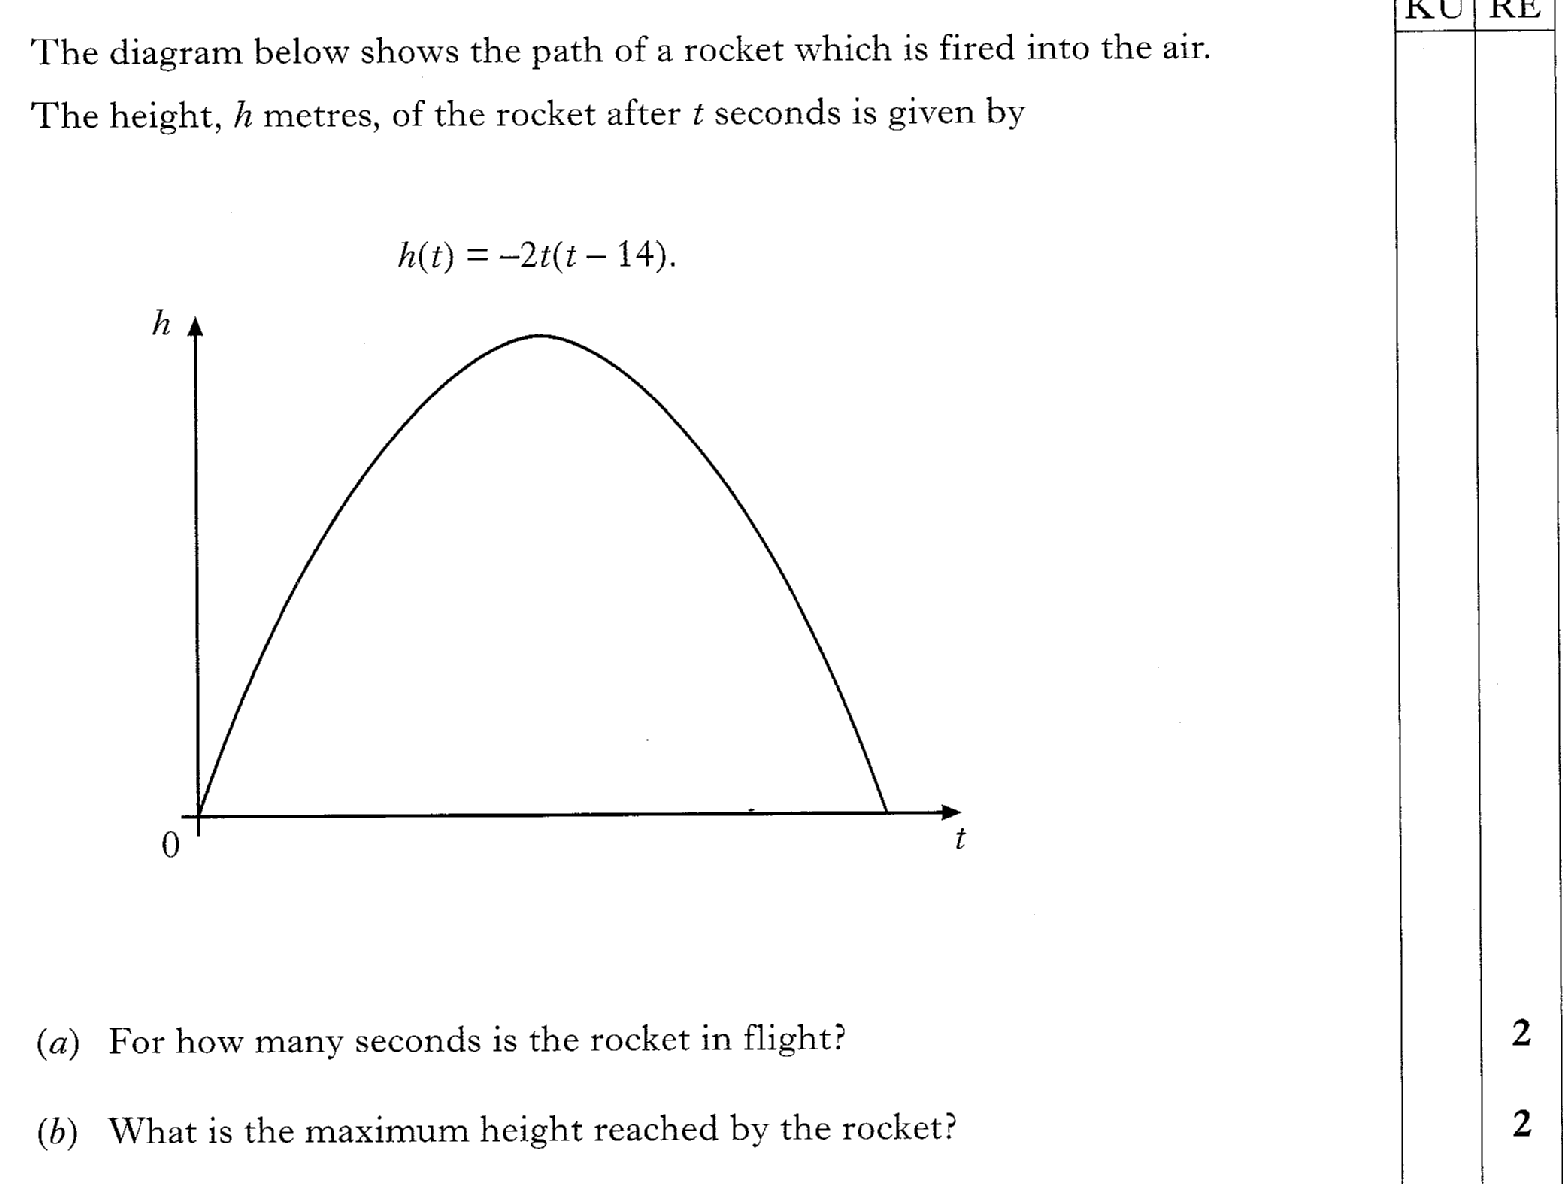 KU RE
The diagram below shows the path of a rocket which is fired into the air.
The height, h metres, of the rocket after t seconds is given by
h(t) = –2t(t – 14).
h
0
t
(a) For how many seconds is the rocket in flight? 2
(b) What is the maximum height reached by the rocket? 2